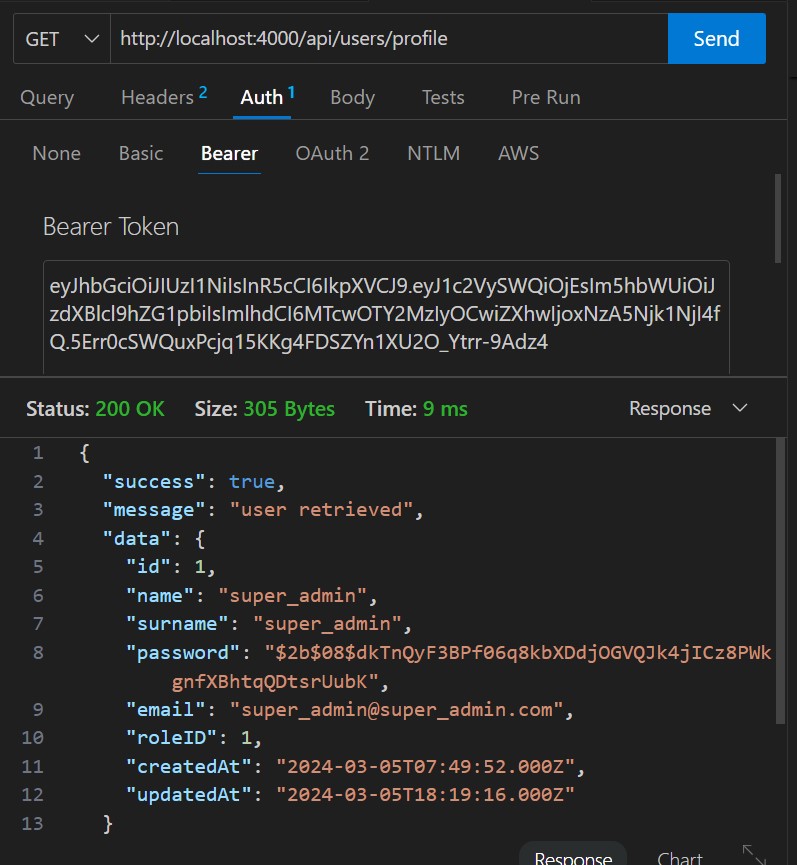 GET http://localhost:4000/api/users/profile Send
Query Headers 2 Auth 1 Body Tests Pre Run
None Basic Bearer OAuth 2 NTLM AWS
Bearer Token
eyJhbGciOiJIUzI1NiIsInR5cCI6IkpXVCJ9.eyJ1c2VySWQiOjEsIm5hbWUiOiJ
zdXBlcl9hZG1pbiIsImlhdCI6MTcwOTY2MzIyOCwiZXhwIjoxNzA5Njk1NjI4f
Q.5Err0cSWQuxPcjq15KKg4FDSZYn1XU2O_Ytrr-9Adz4
Status: 200 OK Size: 305 Bytes Time: 9 ms Response
1 {
2 "success": true,
3 "message": "user retrieved",
4 "data": {
5 "id": 1,
6 "name": "super_admin",
7 "surname": "super_admin",
8 "password": "$2b$08$dkTnQyF3BPf06q8kbXDdjOGVQJk4jICz8PWk
gnfXBhtqQDtsrUubK",
9 "email": "super_admin@super_admin.com",
10 "roleID": 1,
11 "createdAt": "2024-03-05T07:49:52.000Z",
12 "updatedAt": "2024-03-05T18:19:16.000Z"
13 }
Response Chart